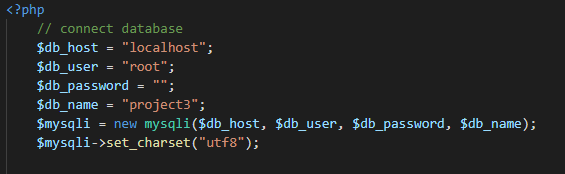 <?php
// connect database
$db_host = "localhost";
$db_user = "root";
$db_password = "";
$db_name = "project3";
$mysqli = new mysqli($db_host, $db_user, $db_password, $db_name);
$mysqli->set_charset("utf8");